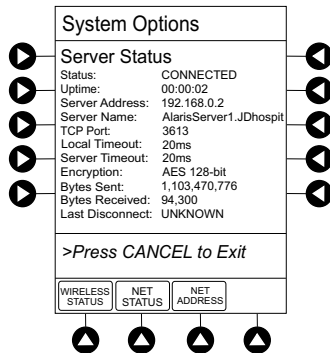 System Options
Server Status
Status: CONNECTED
Uptime: 00:00:02
Server Address: 192.168.0.2
Server Name: AlarisServer1.JDhospit
TCP Port: 3613
Local Timeout: 20ms
Server Timeout: 20ms
Encryption: AES 128-bit
Bytes Sent: 1,103,470,776
Bytes Received: 94,300
Last Disconnect: UNKNOWN
>Press CANCEL to Exit
WIRELESS STATUS
NET STATUS
NET ADDRESS